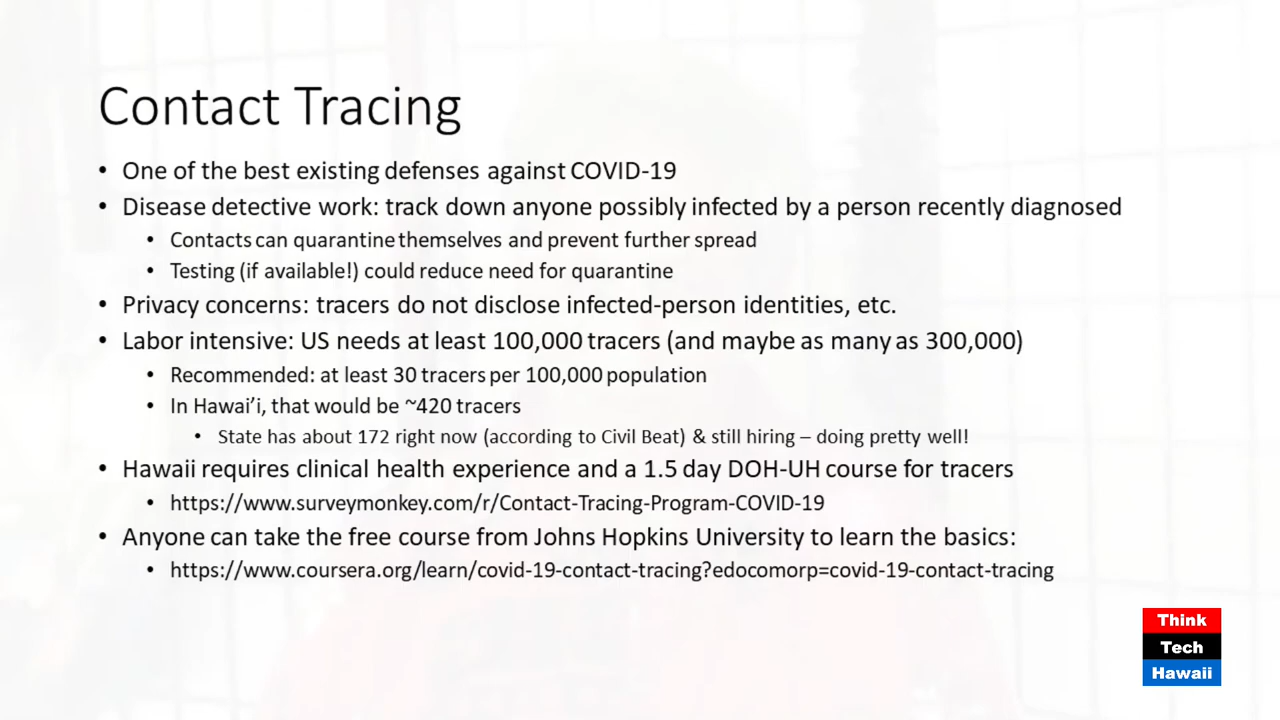 Contact Tracing
• One of the best existing defenses against COVID-19
• Disease detective work: track down anyone possibly infected by a person recently diagnosed
• Contacts can quarantine themselves and prevent further spread
• Testing (if available!) could reduce need for quarantine
• Privacy concerns: tracers do not disclose infected-person identities, etc.
• Labor intensive: US needs at least 100,000 tracers (and maybe as many as 300,000)
• Recommended: at least 30 tracers per 100,000 population
• In Hawai’i, that would be ~420 tracers
• State has about 172 right now (according to Civil Beat) & still hiring – doing pretty well!
• Hawaii requires clinical health experience and a 1.5 day DOH-UH course for tracers
• https://www.surveymonkey.com/r/Contact-Tracing-Program-COVID-19
• Anyone can take the free course from Johns Hopkins University to learn the basics:
• https://www.coursera.org/learn/covid-19-contact-tracing?edocomorp=covid-19-contact-tracing
Think
Tech
Hawaii